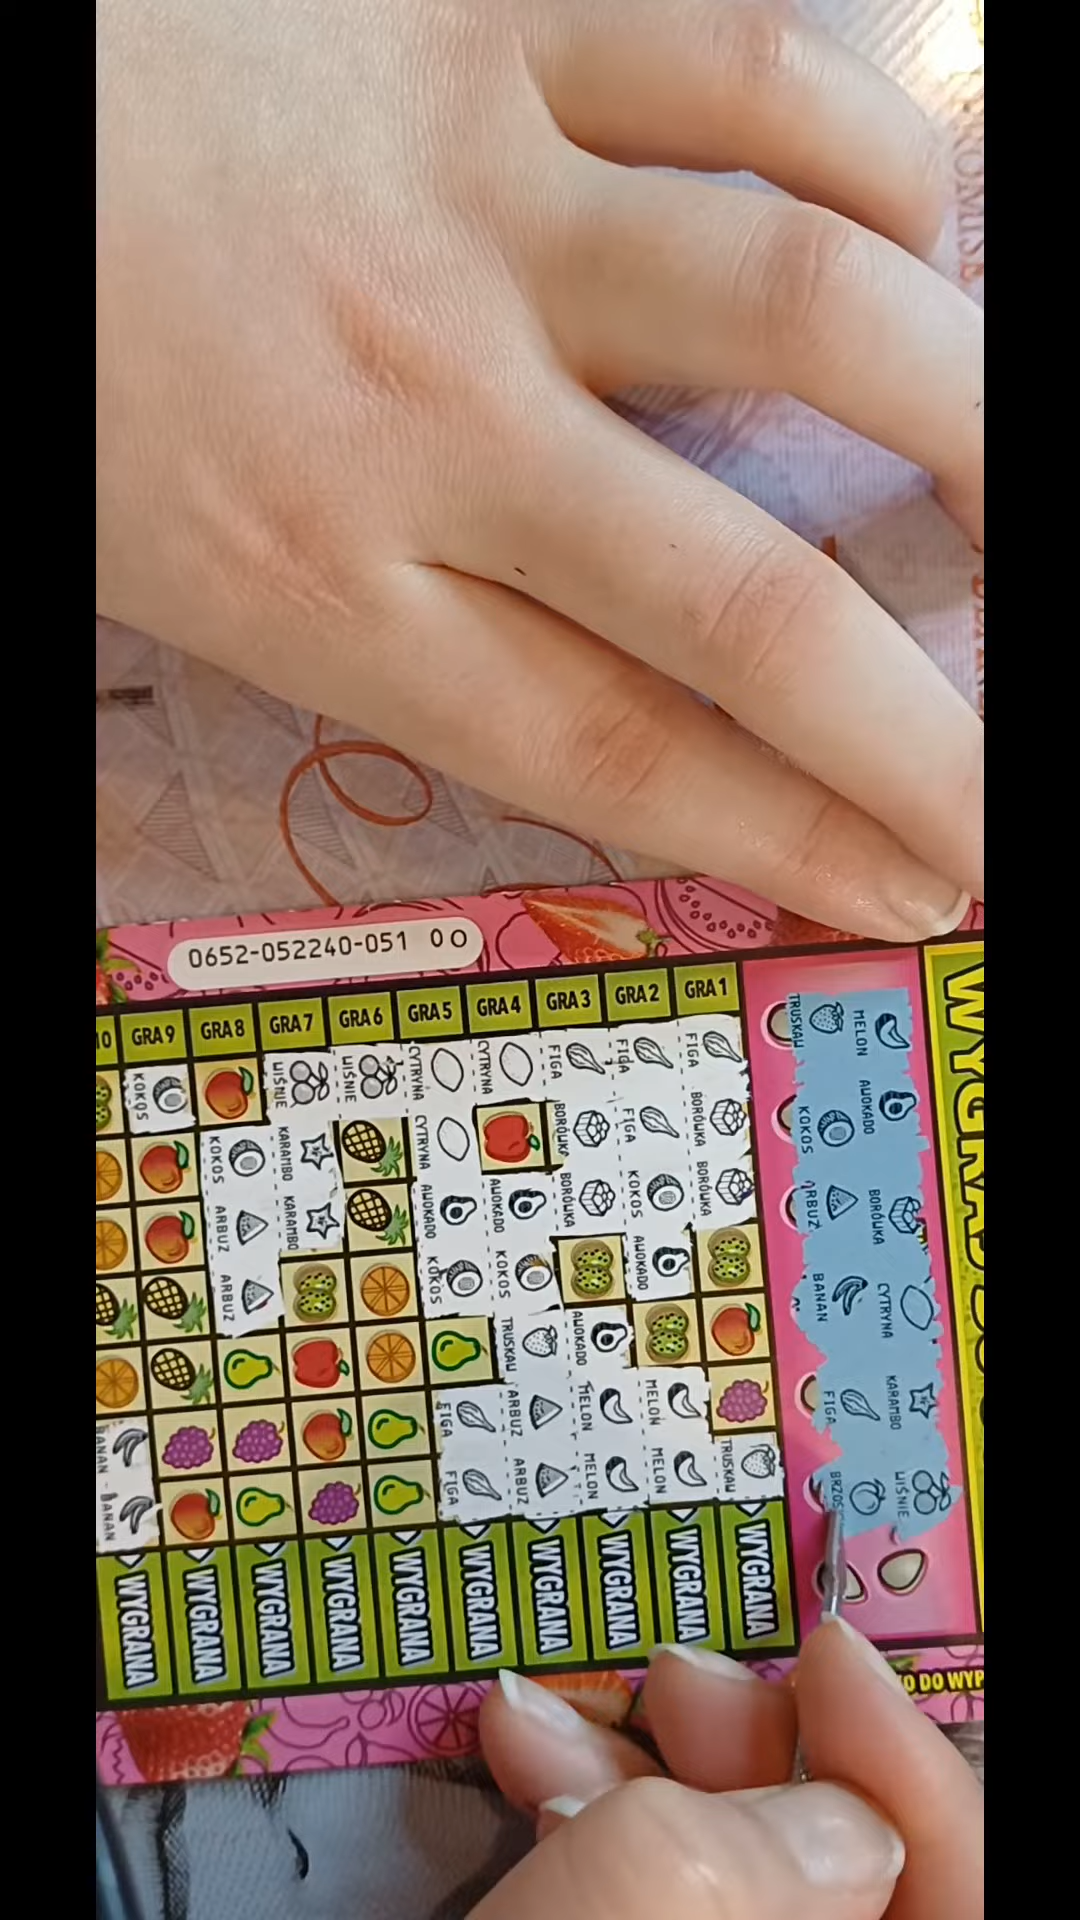 0652-052240-051 00
GRA 1
FIGA
BORÓWKA
BORÓWKA
TRUSKAW
WYGRANA
GRA 2
FIGA
FIGA
KOKOS
AWOKADO
MELON
MELON
WYGRANA
GRA 3
FIGA
BORÓWKA
BORÓWKA
AWOKADO
MELON
MELON
WYGRANA
GRA 4
CYTRYNA
AWOKADO
KOKOS
TRUSKAW
ARBUZ
ARBUZ
WYGRANA
GRA 5
CYTRYNA
CYTRYNA
AWOKADO
KOKOS
FIGA
FIGA
WYGRANA
GRA 6
WIŚNIE
WYGRANA
GRA 7
WIŚNIE
KARAMBO
KARAMBO
WYGRANA
GRA 8
KOKOS
ARBUZ
ARBUZ
WYGRANA
GRA 9
KOKOS
WYGRANA
10
BANAN
BANAN
MELON
AWOKADO
BORÓWKA
CYTRYNA
KARAMBO
WIŚNIE
TRUSKAW
KOKOS
ARBUZ
BANAN
FIGA
BRZOS
DO WYP